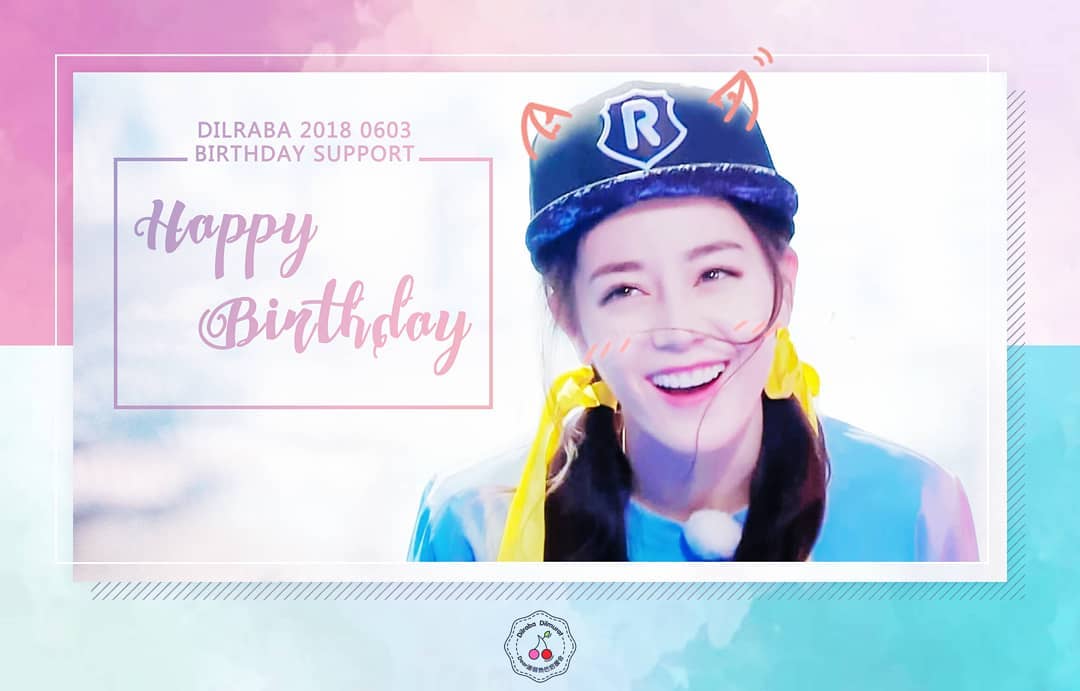 DILRABA 2018 0603
BIRTHDAY SUPPORT
R
Happy
Birthday
Dilraba Dilmurat